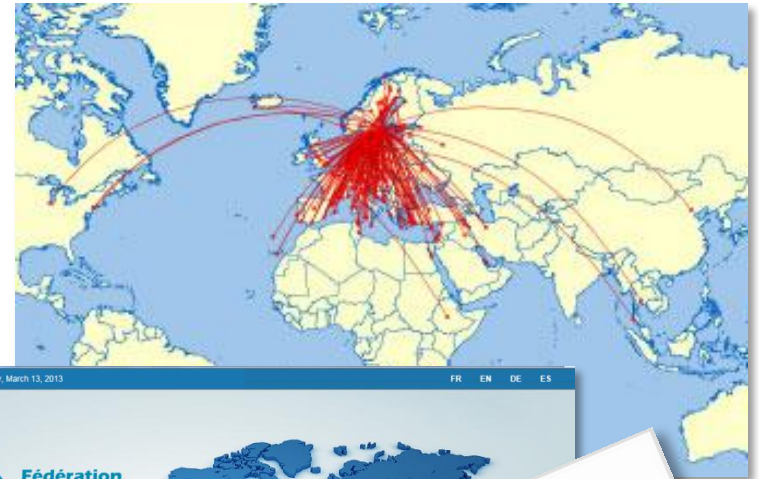 , March 13, 2013 FR EN DE ES
Fédération